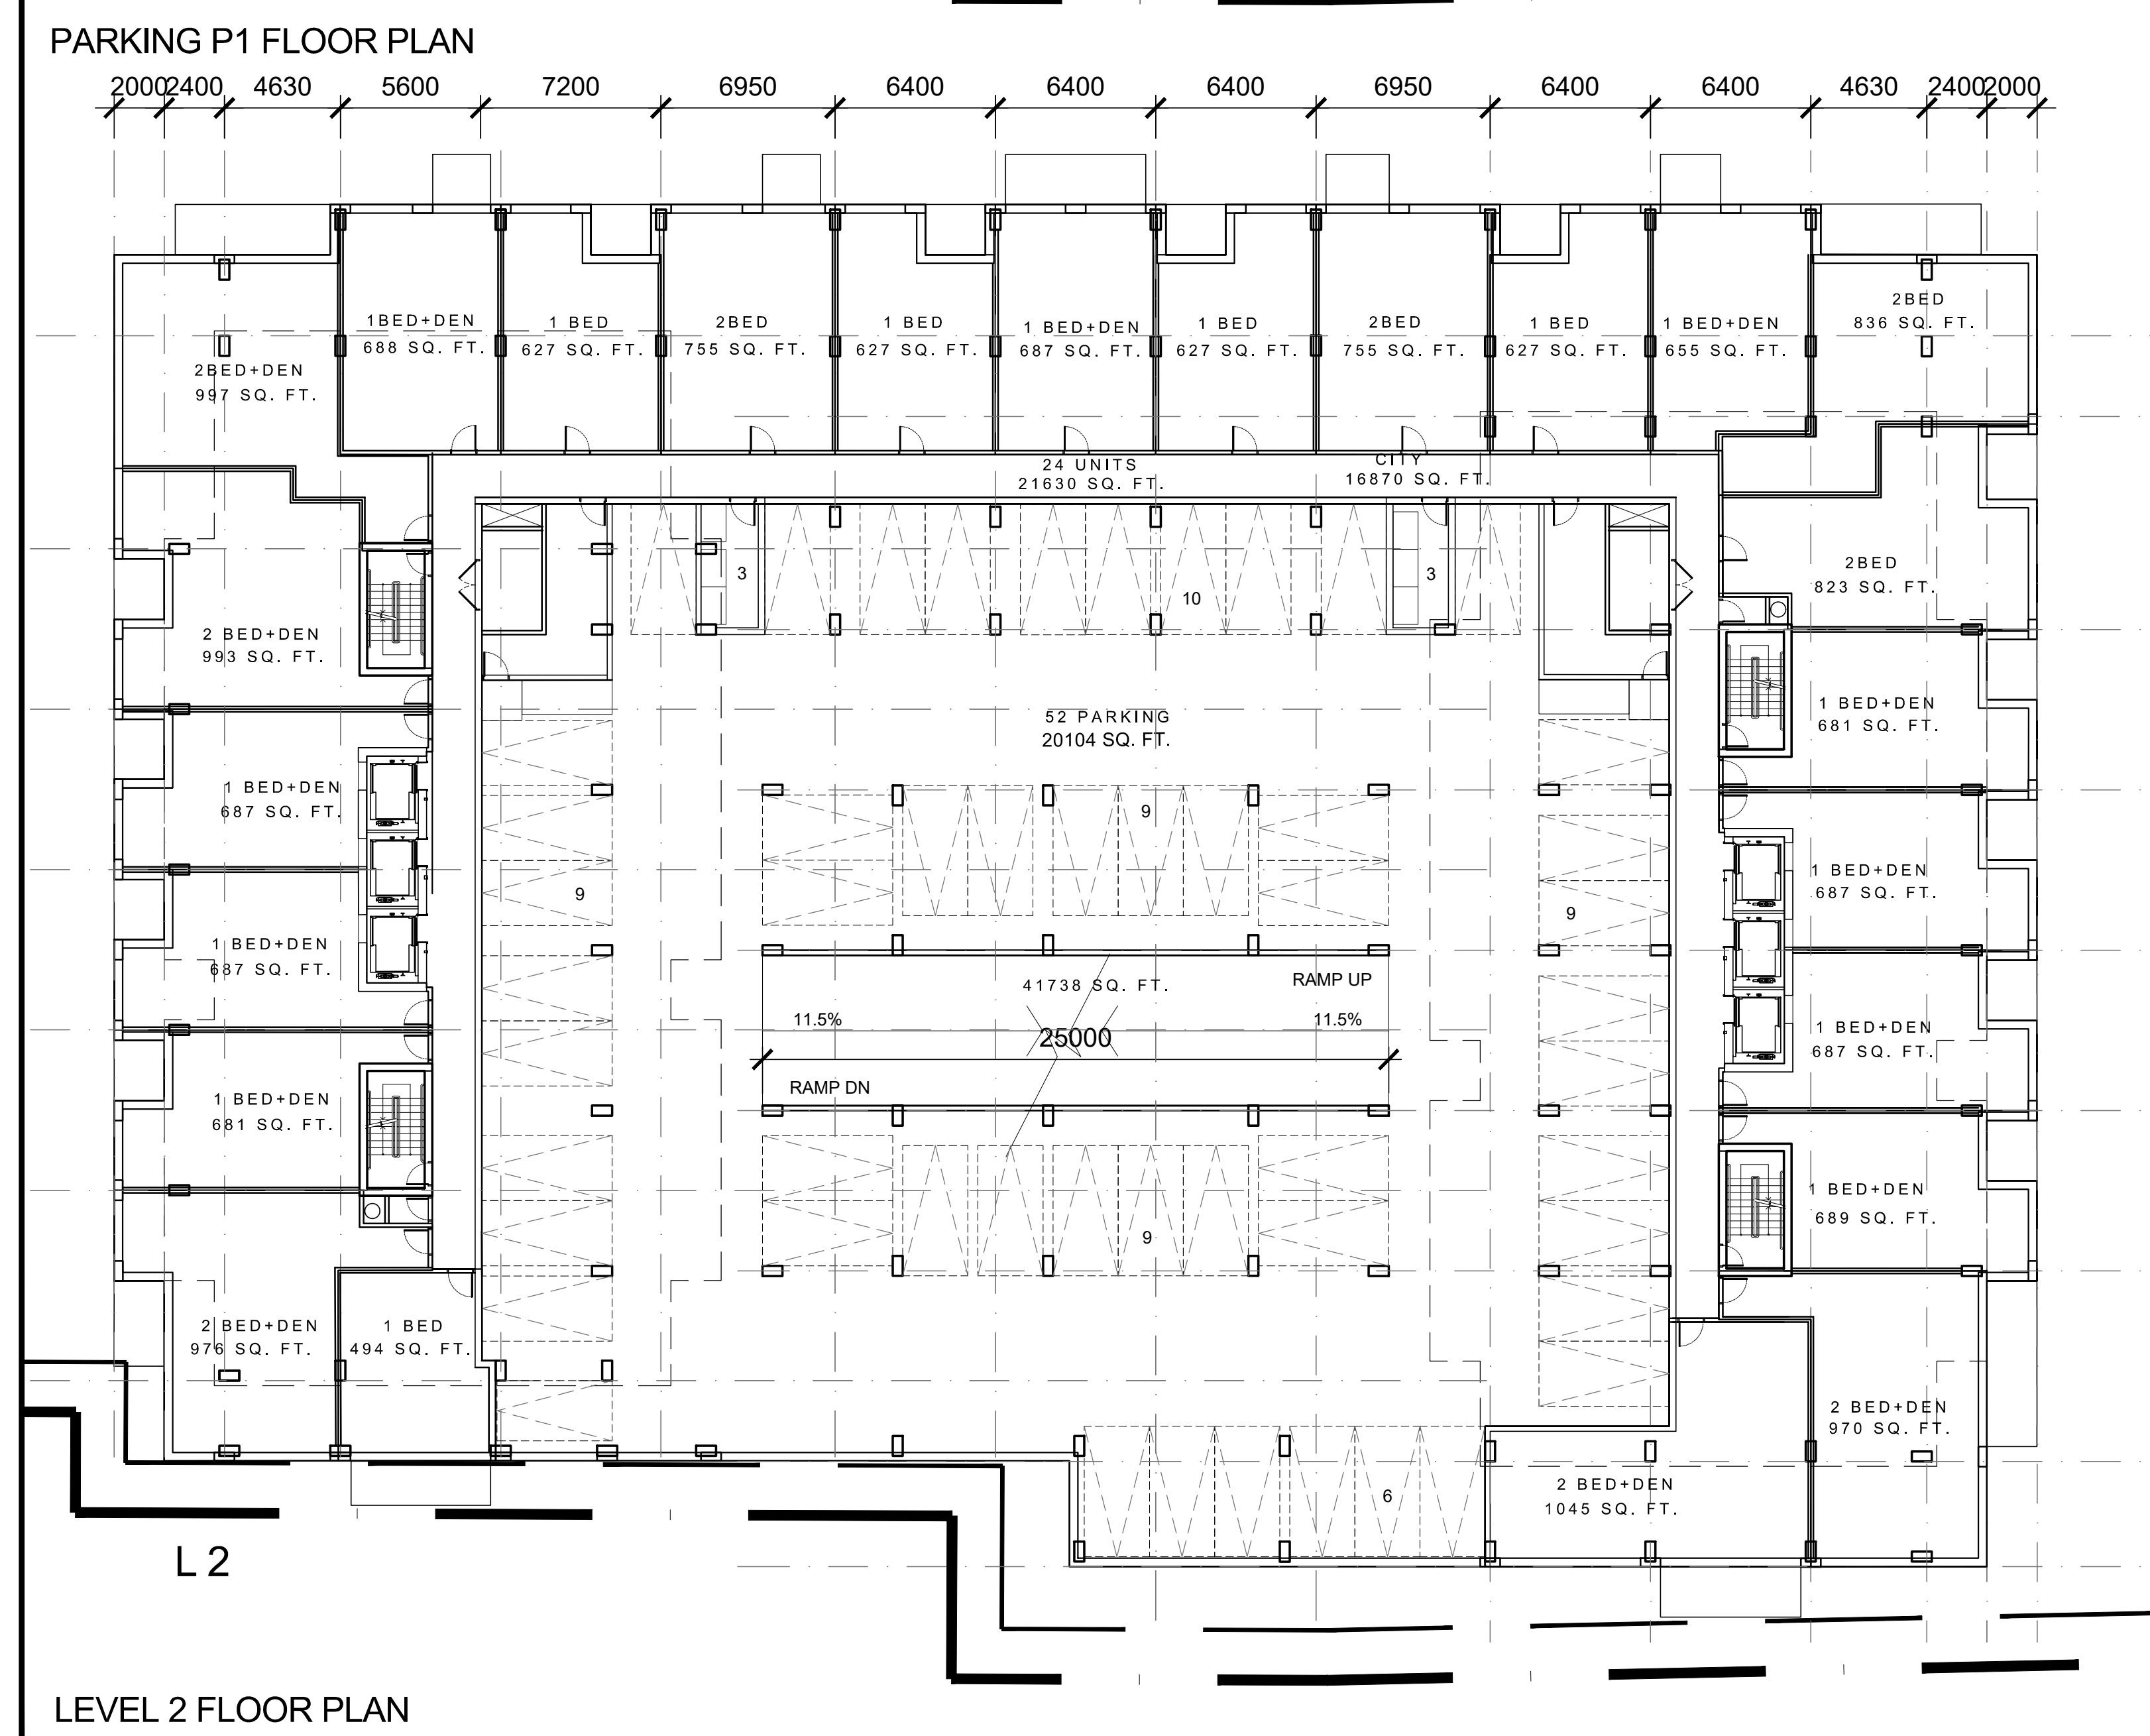 PARKING P1 FLOOR PLAN
2000 2400 4630 5600 7200 6950 6400 6400 6400 6950 6400 6400 4630 2400 2000
2BED+DEN
997 SQ. FT.
1BED+DEN
688 SQ. FT.
1 BED
627 SQ. FT.
2BED
755 SQ. FT.
1 BED
627 SQ. FT.
1 BED+DEN
687 SQ. FT.
1 BED
627 SQ. FT.
2BED
755 SQ. FT.
1 BED
627 SQ. FT.
1 BED+DEN
655 SQ. FT.
2BED
836 SQ. FT.
24 UNITS
21630 SQ. FT.
CITY
16870 SQ. FT.
3
10
3
2BED
823 SQ. FT.
2 BED+DEN
993 SQ. FT.
52 PARKING
20104 SQ. FT.
1 BED+DEN
681 SQ. FT.
1 BED+DEN
687 SQ. FT.
9
9
9
1 BED+DEN
687 SQ. FT.
1 BED+DEN
687 SQ. FT.
41738 SQ. FT.
RAMP UP
11.5%
11.5%
25000
RAMP DN
1 BED+DEN
687 SQ. FT.
1 BED+DEN
681 SQ. FT.
9
1 BED+DEN
689 SQ. FT.
2 BED+DEN
976 SQ. FT.
1 BED
494 SQ. FT.
2 BED+DEN
970 SQ. FT.
6
2 BED+DEN
1045 SQ. FT.
L 2
LEVEL 2 FLOOR PLAN